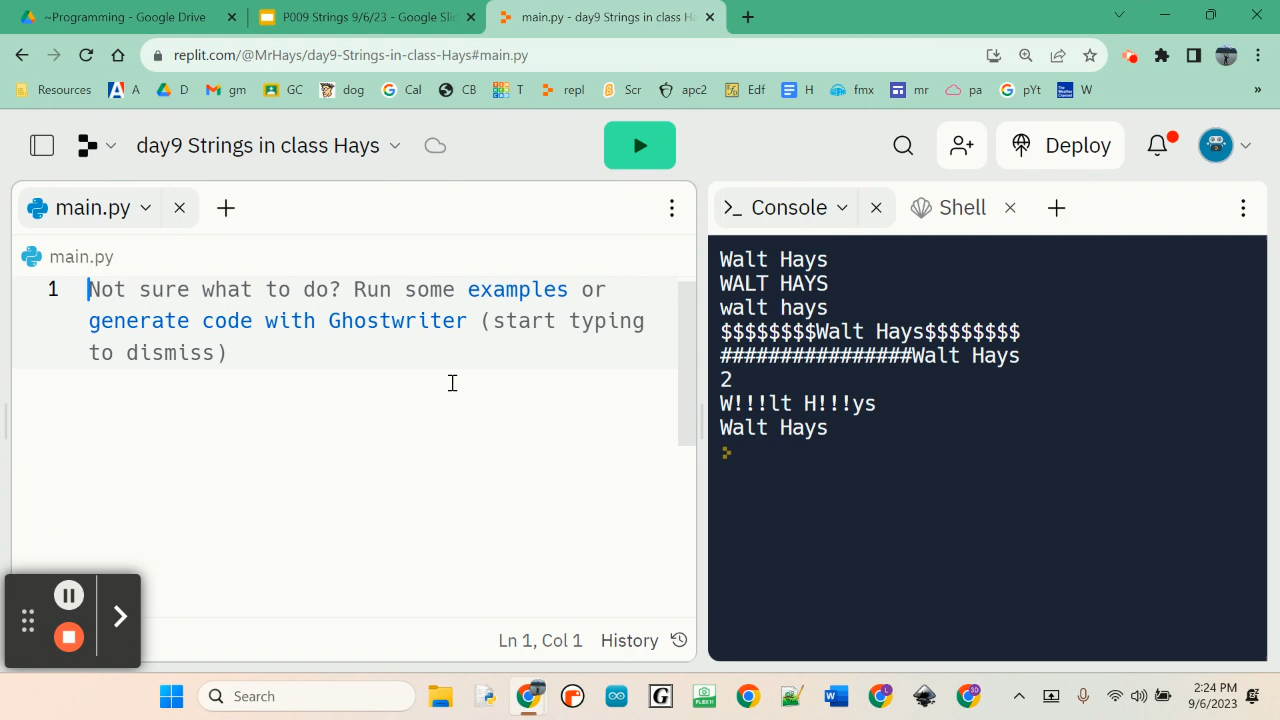 ~Programming - Google Drive
P009 Strings 9/6/23 - Google Slid
main.py - day9 Strings in class Ha
replit.com/@MrHays/day9-Strings-in-class-Hays#main.py
Resources A D gm GC dog Cal CB T repl Scr apc2 Edf H fmx mr pa pYt W »
day9 Strings in class Hays
Deploy
main.py
Console
Shell
main.py
1 Not sure what to do? Run some examples or
generate code with Ghostwriter (start typing
to dismiss)
Walt Hays
WALT HAYS
walt hays
$$$$$$$$Walt Hays$$$$$$$$
################Walt Hays
2
W!!!lt H!!!ys
Walt Hays
Ln 1, Col 1 History
Search
2:24 PM
9/6/2023